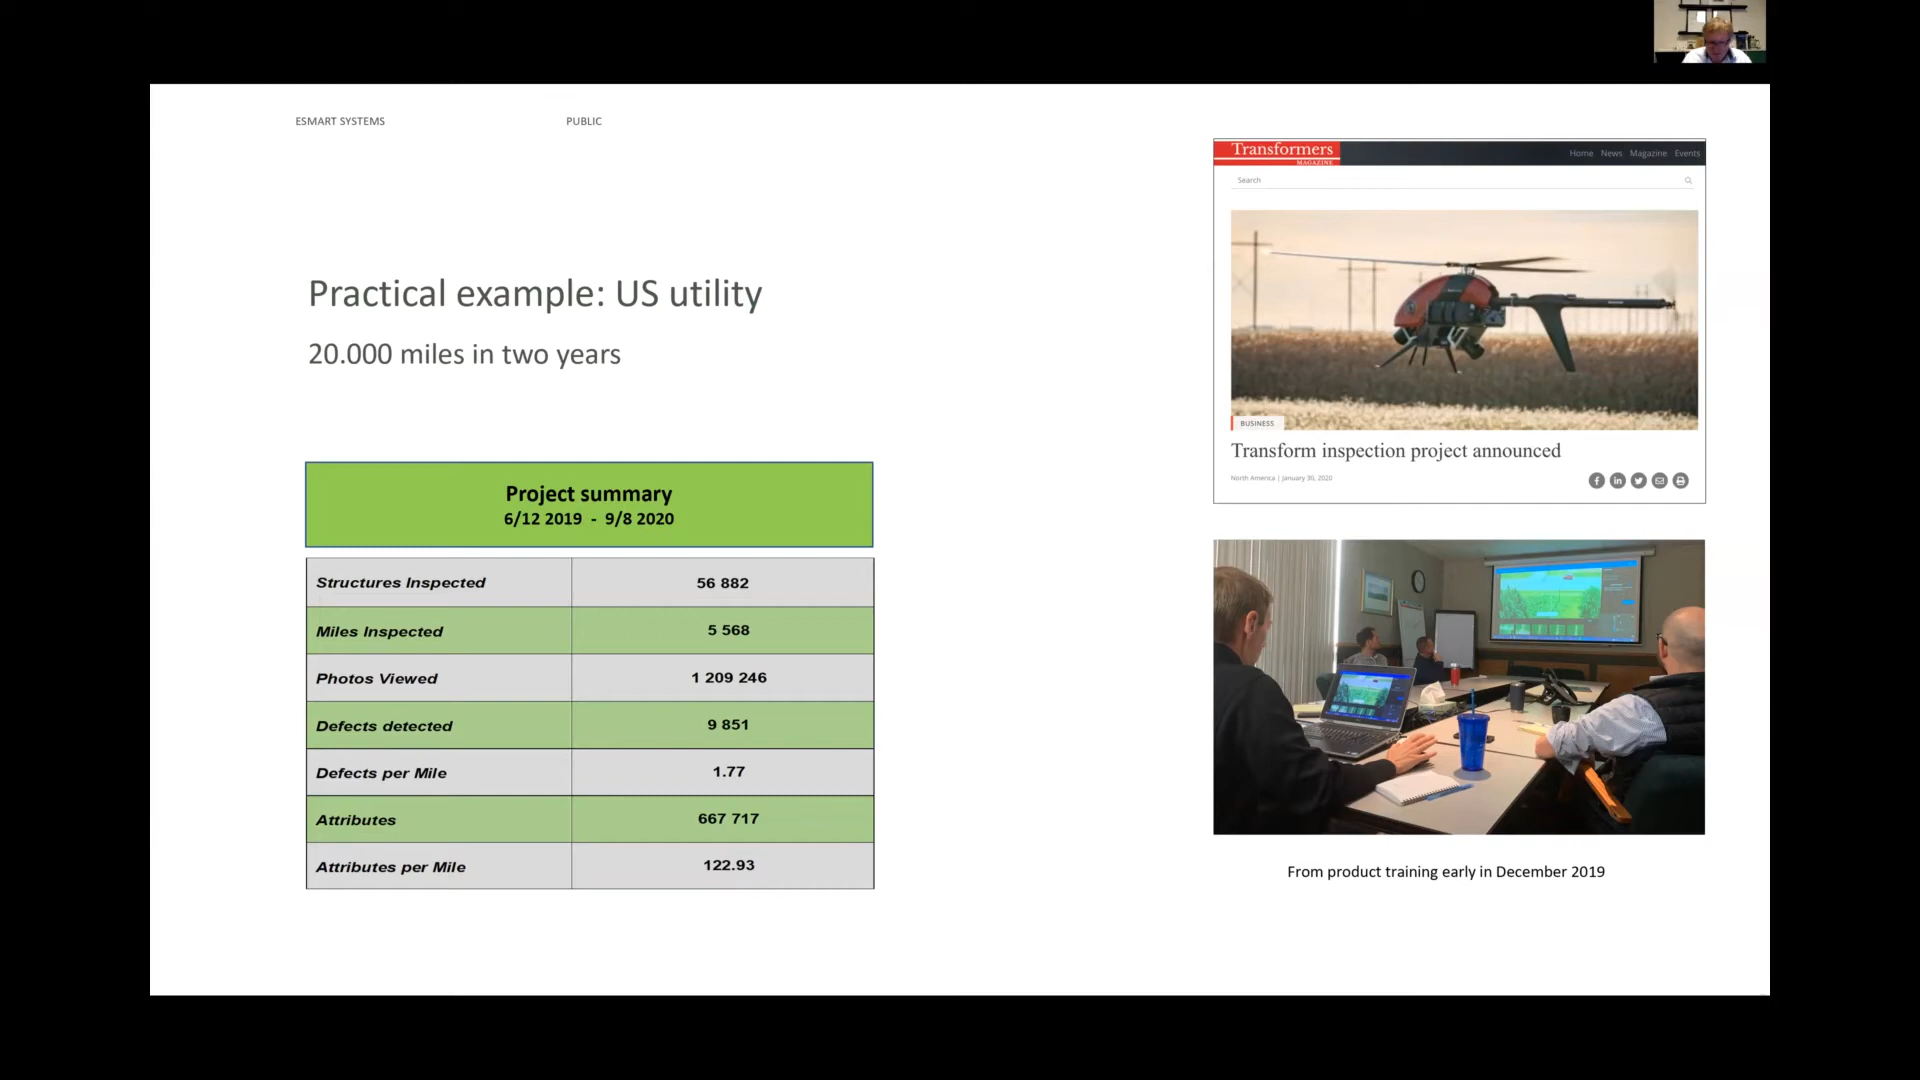 ESMART SYSTEMS
PUBLIC
Practical example: US utility
20.000 miles in two years
Project summary
6/12 2019 - 9/8 2020
Structures Inspected 56 882
Miles Inspected 5 568
Photos Viewed 1 209 246
Defects detected 9 851
Defects per Mile 1.77
Attributes 667 717
Attributes per Mile 122.93
Transformers
MAGAZINE
Home News Magazine Events
Search
BUSINESS
Transform inspection project announced
North America | January 30, 2020
From product training early in December 2019